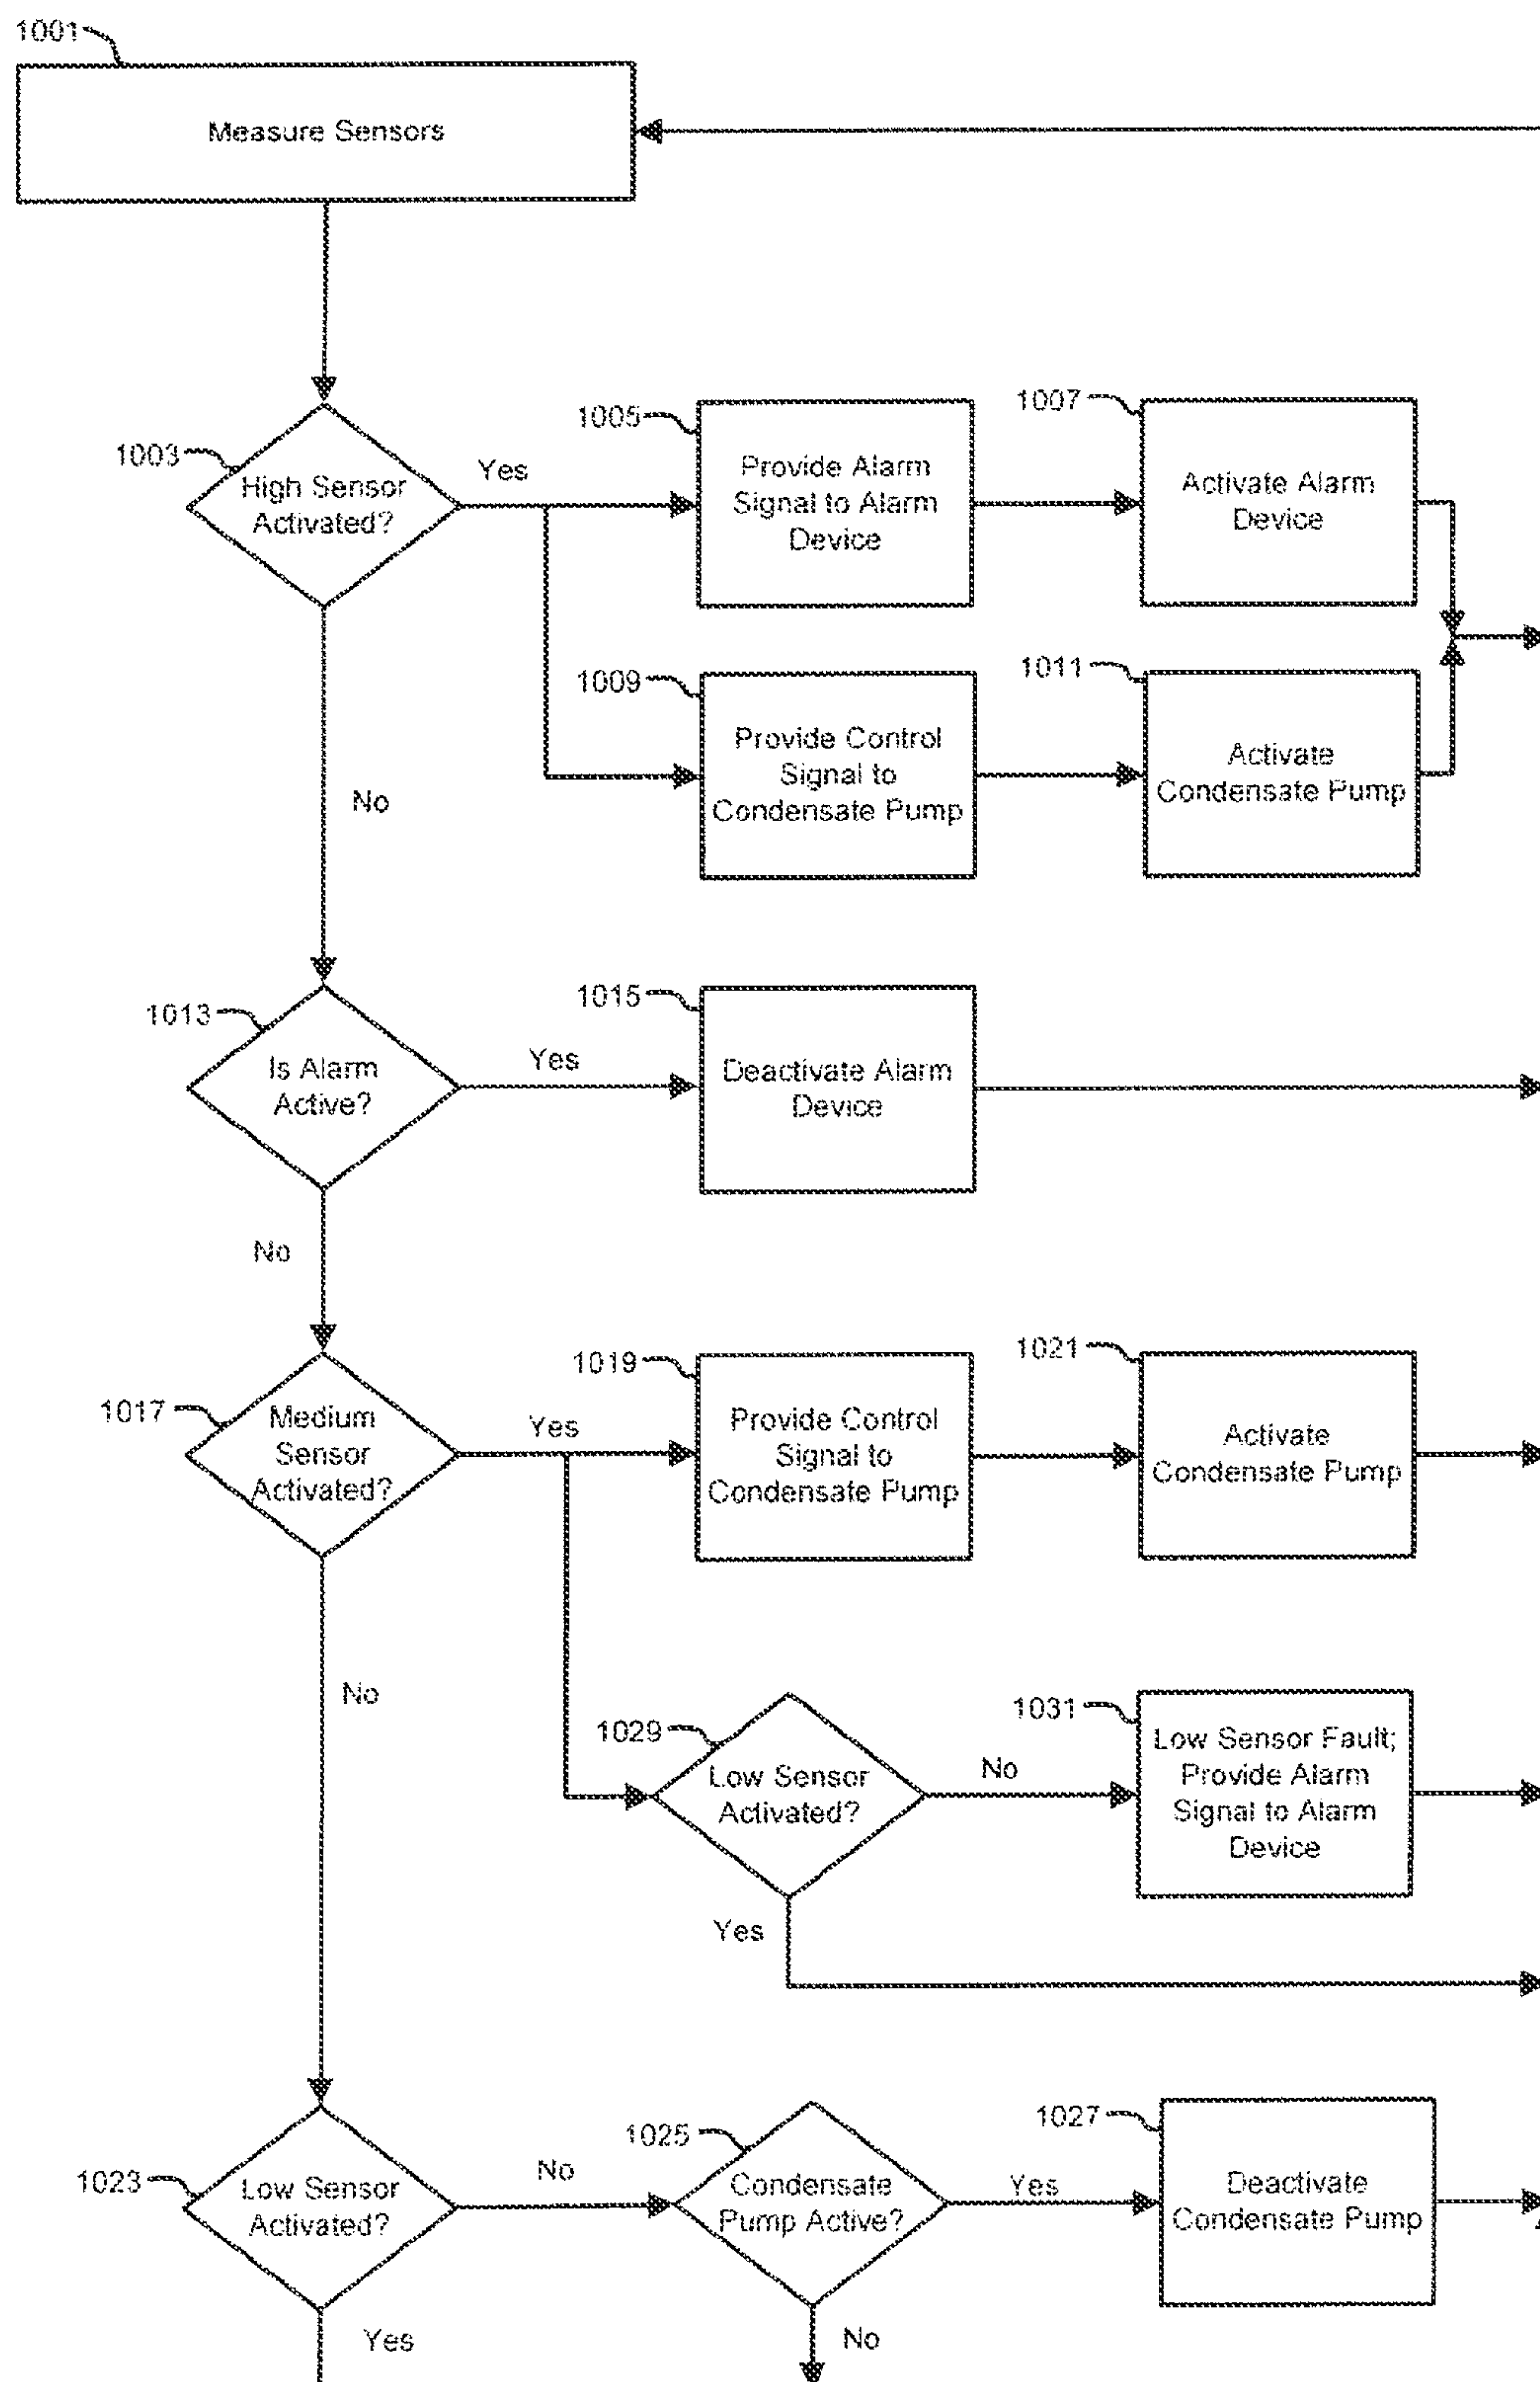 1001
Measure Sensors
1003
High Sensor
Activated?
Yes
No
1005
Provide Alarm
Signal to Alarm
Device
1007
Activate Alarm
Device
1009
Provide Control
Signal to
Condensate Pump
1011
Activate
Condensate Pump
1013
Is Alarm
Active?
Yes
No
1015
Deactivate Alarm
Device
1017
Medium
Sensor
Activated?
Yes
No
1019
Provide Control
Signal to
Condensate Pump
1021
Activate
Condensate Pump
1029
Low Sensor
Activated?
No
Yes
1031
Low Sensor Fault;
Provide Alarm
Signal to Alarm
Device
1023
Low Sensor
Activated?
No
Yes
1025
Condensate
Pump Active?
Yes
No
1027
Deactivate
Condensate Pump